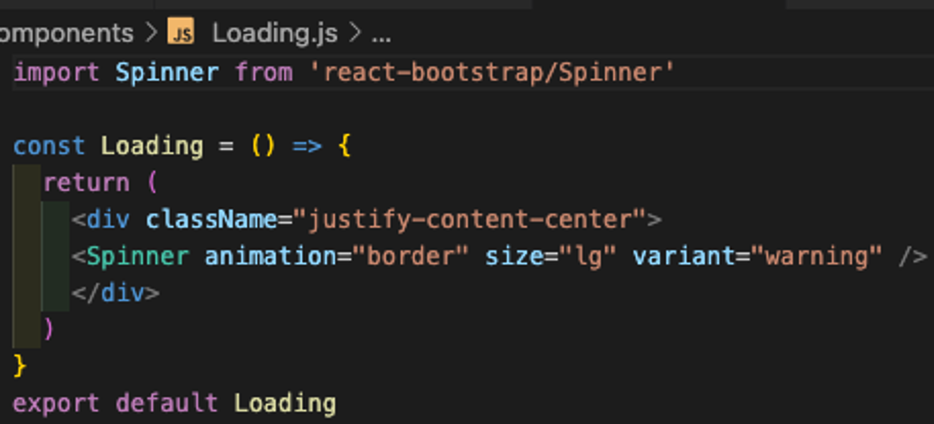 omponents > JS Loading.js > ...
import Spinner from 'react-bootstrap/Spinner'
const Loading = () => {
return (
<div className="justify-content-center">
<Spinner animation="border" size="lg" variant="warning" />
</div>
)
}
export default Loading